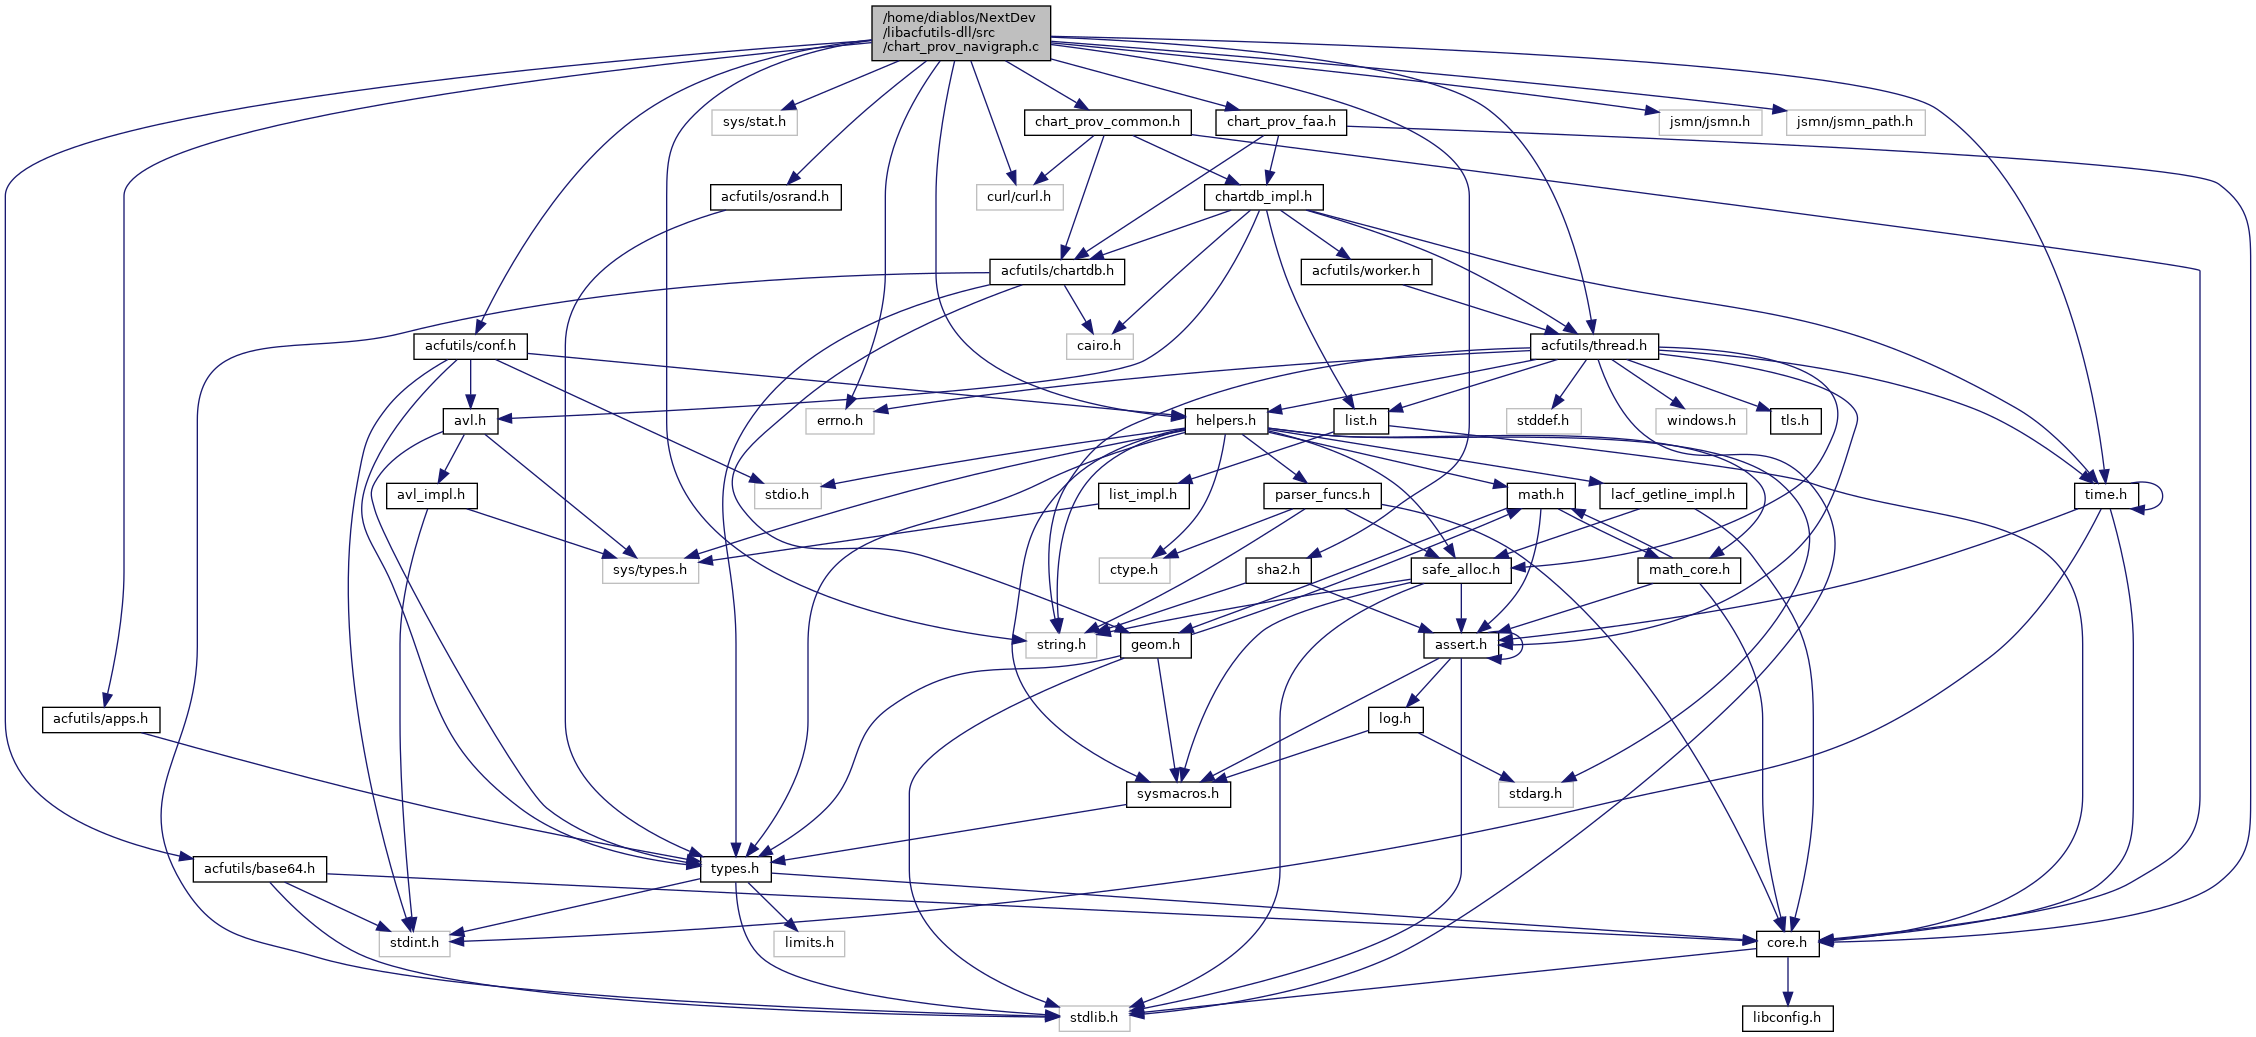 /home/diablos/NextDev
/libacfutils-dll/src
/chart_prov_navigraph.c
sys/stat.h
chart_prov_common.h
chart_prov_faa.h
jsmn/jsmn.h
jsmn/jsmn_path.h
acfutils/osrand.h
curl/curl.h
chartdb_impl.h
acfutils/chartdb.h
acfutils/worker.h
acfutils/conf.h
cairo.h
acfutils/thread.h
avl.h
errno.h
helpers.h
list.h
stddef.h
windows.h
tls.h
avl_impl.h
stdio.h
list_impl.h
parser_funcs.h
math.h
lacf_getline_impl.h
time.h
sys/types.h
ctype.h
sha2.h
safe_alloc.h
math_core.h
string.h
geom.h
assert.h
acfutils/apps.h
log.h
sysmacros.h
stdarg.h
acfutils/base64.h
types.h
stdint.h
limits.h
core.h
stdlib.h
libconfig.h